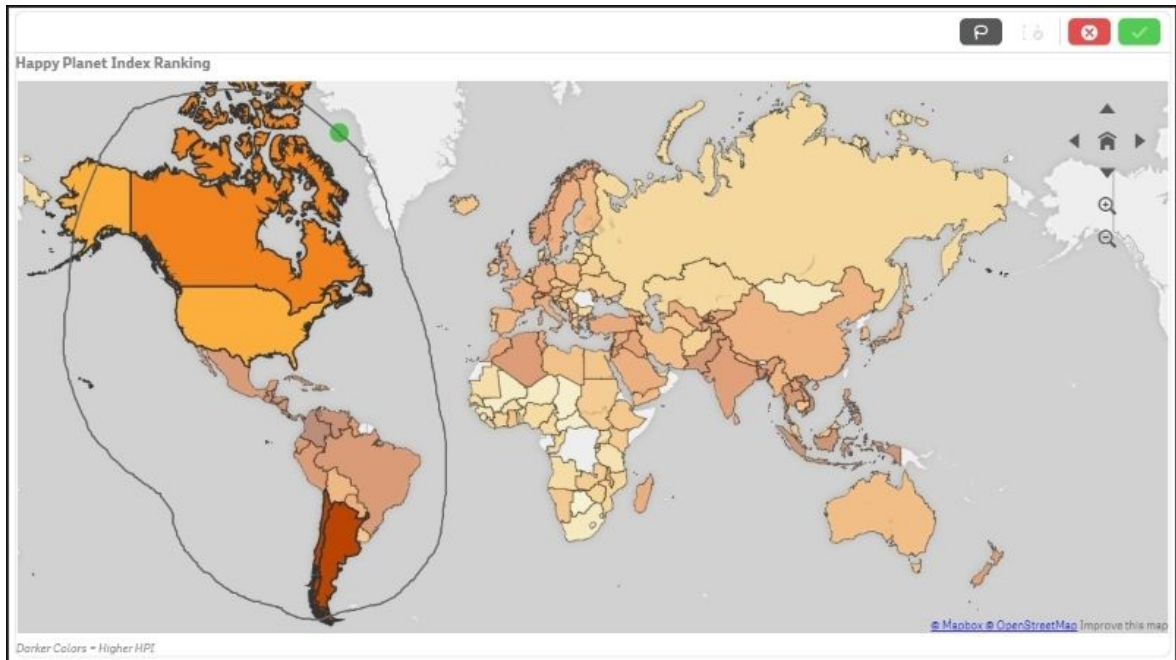 Happy Planet Index Ranking
© Mapbox © OpenStreetMap Improve this map
Darker Colors = Higher HPI